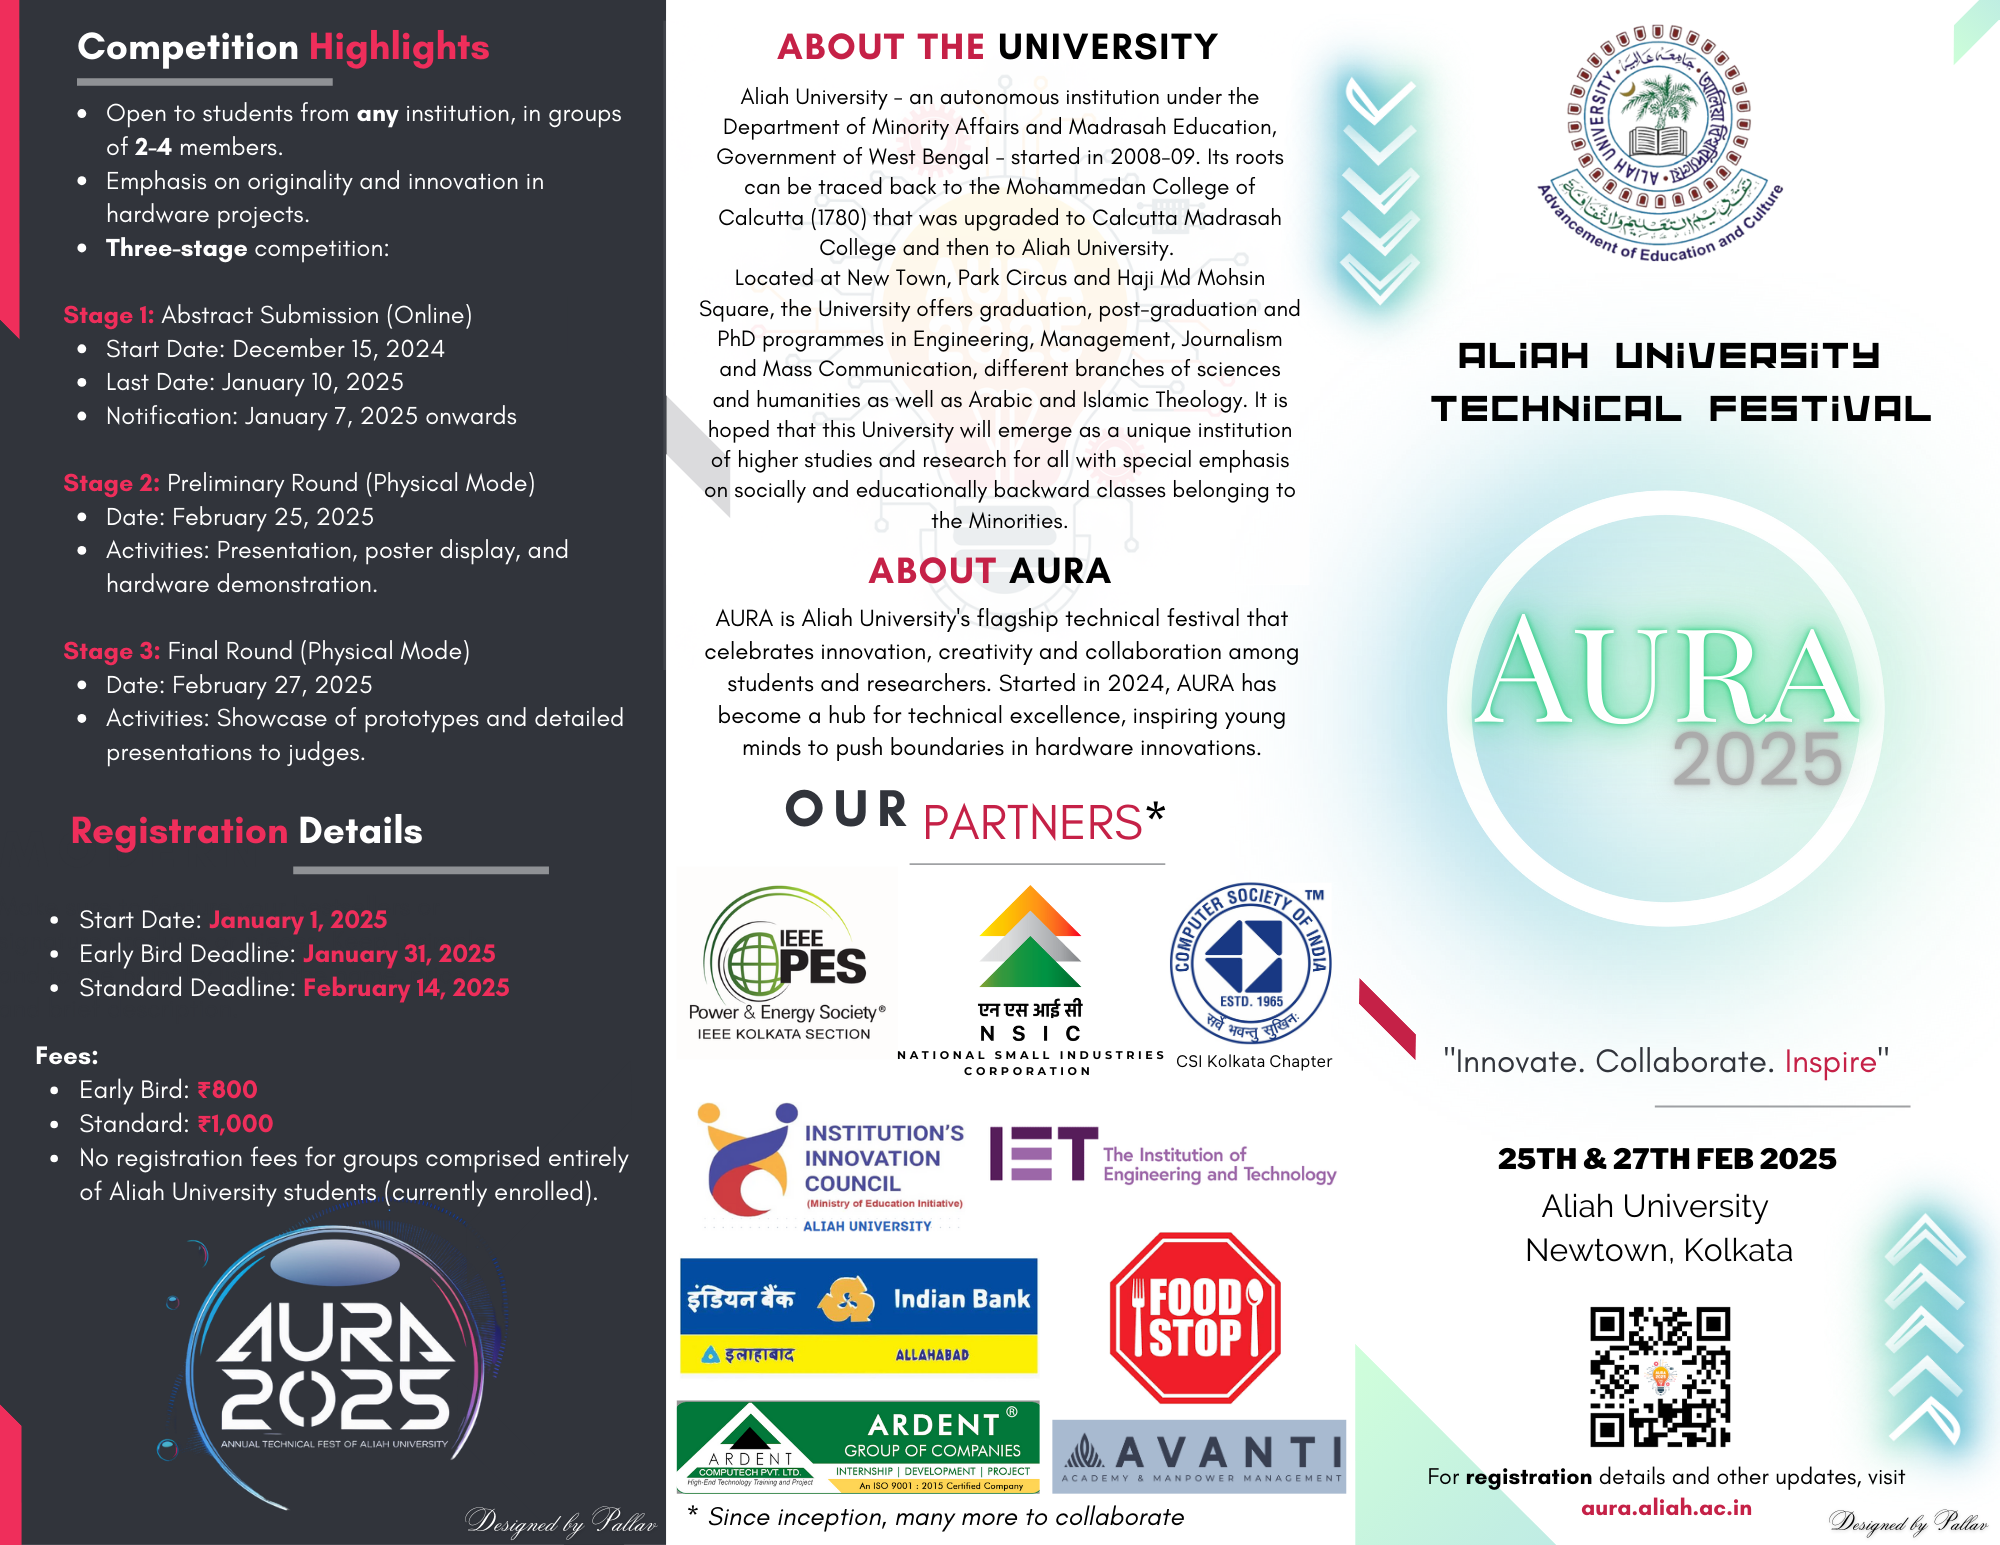 Competition Highlights
• Open to students from any institution, in groups
of 2-4 members.
• Emphasis on originality and innovation in
hardware projects.
• Three-stage competition:
Stage 1: Abstract Submission (Online)
• Start Date: December 15, 2024
• Last Date: January 10, 2025
• Notification: January 7, 2025 onwards
Stage 2: Preliminary Round (Physical Mode)
• Date: February 25, 2025
• Activities: Presentation, poster display, and
hardware demonstration.
Stage 3: Final Round (Physical Mode)
• Date: February 27, 2025
• Activities: Showcase of prototypes and detailed
presentations to judges.
Registration Details
• Start Date: January 1, 2025
• Early Bird Deadline: January 31, 2025
• Standard Deadline: February 14, 2025
Fees:
• Early Bird: ₹800
• Standard: ₹1,000
• No registration fees for groups comprised entirely
of Aliah University students (currently enrolled).
AURA
2025
ANNUAL TECHNICAL FEST OF ALIAH UNIVERSITY
Designed by Pallav
ABOUT THE UNIVERSITY
Aliah University - an autonomous institution under the
Department of Minority Affairs and Madrasah Education,
Government of West Bengal - started in 2008-09. Its roots
can be traced back to the Mohammedan College of
Calcutta (1780) that was upgraded to Calcutta Madrasah
College and then to Aliah University.
Located at New Town, Park Circus and Haji Md Mohsin
Square, the University offers graduation, post-graduation and
PhD programmes in Engineering, Management, Journalism
and Mass Communication, different branches of sciences
and humanities as well as Arabic and Islamic Theology. It is
hoped that this University will emerge as a unique institution
of higher studies and research for all with special emphasis
on socially and educationally backward classes belonging to
the Minorities.
ABOUT AURA
AURA is Aliah University's flagship technical festival that
celebrates innovation, creativity and collaboration among
students and researchers. Started in 2024, AURA has
become a hub for technical excellence, inspiring young
minds to push boundaries in hardware innovations.
OUR PARTNERS*
IEEE
PES
Power & Energy Society®
IEEE KOLKATA SECTION
एन एस आई सी
NSIC
NATIONAL SMALL INDUSTRIES
CORPORATION
COMPUTER SOCIETY OF INDIA
TM
ESTD. 1965
सर्वे भवन्तु सुखिनः
CSI Kolkata Chapter
INSTITUTION'S
INNOVATION
COUNCIL
(Ministry of Education Initiative)
ALIAH UNIVERSITY
IET The Institution of
Engineering and Technology
इंडियन बैंक Indian Bank
इलाहाबाद ALLAHABAD
FOOD
STOP
ARDENT
COMPUTECH PVT. LTD.
High-End Technology Training and Project
ARDENT®
GROUP OF COMPANIES
INTERNSHIP | DEVELOPMENT | PROJECT
An ISO 9001 : 2015 Certified Company
AVANTI
ACADEMY & MANPOWER MANAGEMENT
* Since inception, many more to collaborate
ALIAH UNIVERSITY
جامعة عالية
আলিয়া বিশ্ববিদ্যালয়
Advancement of Education and Culture
ALiAH UNiVERSiTY
TECHNiCAL FESTiVAL
AURA
2025
"Innovate. Collaborate. Inspire"
25TH & 27TH FEB 2025
Aliah University
Newtown, Kolkata
For registration details and other updates, visit
aura.aliah.ac.in
Designed by Pallav